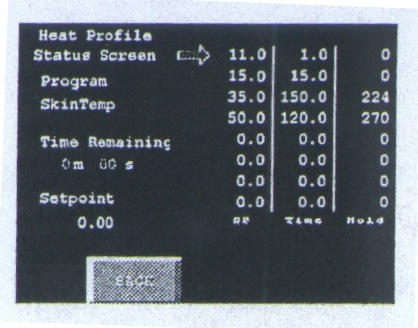 Heat Profile
Status Screen 11.0 1.0 0
Program 15.0 15.0 0
SkinTemp 35.0 150.0 224
50.0 120.0 270
Time Remaining 0.0 0.0 0
0m 00 s 0.0 0.0 0
0.0 0.0 0
Setpoint 0.0 0.0 0
0.00 SP Time Hold
BACK